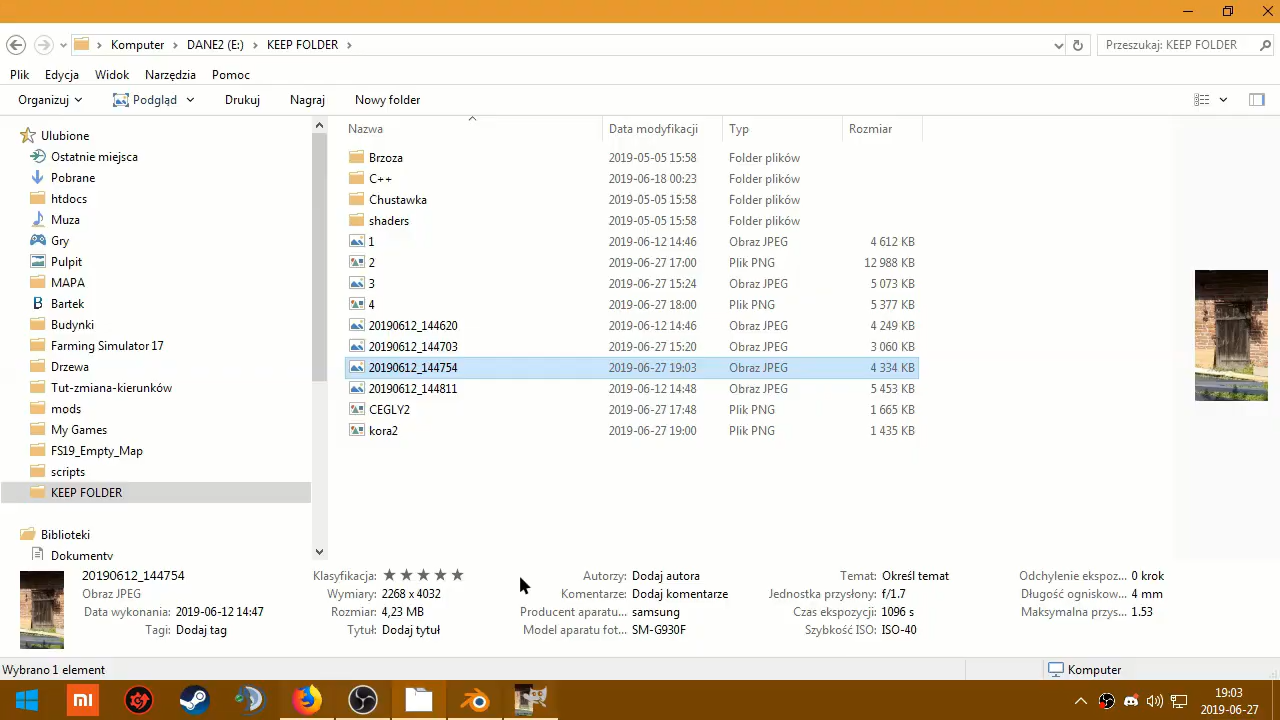 Komputer DANE2 (E:) KEEP FOLDER
Przeszukaj: KEEP FOLDER
Plik Edycja Widok Narzędzia Pomoc
Organizuj Podgląd Drukuj Nagraj Nowy folder
Ulubione
Ostatnie miejsca
Pobrane
htdocs
Muza
Gry
Pulpit
MAPA
Bartek
Budynki
Farming Simulator 17
Drzewa
Tut-zmiana-kierunków
mods
My Games
FS19_Empty_Map
scripts
KEEP FOLDER
Biblioteki
Dokumenty
Nazwa Data modyfikacji Typ Rozmiar
Brzoza 2019-05-05 15:58 Folder plików
C++ 2019-06-18 00:23 Folder plików
Chustawka 2019-05-05 15:58 Folder plików
shaders 2019-05-05 15:58 Folder plików
1 2019-06-12 14:46 Obraz JPEG 4 612 KB
2 2019-06-27 17:00 Plik PNG 12 988 KB
3 2019-06-27 15:24 Obraz JPEG 5 073 KB
4 2019-06-27 18:00 Plik PNG 5 377 KB
20190612_144620 2019-06-12 14:46 Obraz JPEG 4 249 KB
20190612_144703 2019-06-27 15:20 Obraz JPEG 3 060 KB
20190612_144754 2019-06-27 19:03 Obraz JPEG 4 334 KB
20190612_144811 2019-06-12 14:48 Obraz JPEG 5 453 KB
CEGLY2 2019-06-27 17:48 Plik PNG 1 665 KB
kora2 2019-06-27 19:00 Plik PNG 1 435 KB
20190612_144754 Klasyfikacja: Autorzy: Dodaj autora Temat: Określ temat Odchylenie ekspoz... 0 krok
Obraz JPEG Wymiary: 2268 x 4032 Komentarze: Dodaj komentarze Jednostka przysłony: f/1.7 Długość ogniskow... 4 mm
Data wykonania: 2019-06-12 14:47 Rozmiar: 4,23 MB Producent aparatu... samsung Czas ekspozycji: 1096 s Maksymalna przys... 1.53
Tagi: Dodaj tag Tytuł: Dodaj tytuł Model aparatu fot... SM-G930F Szybkość ISO: ISO-40
Wybrano 1 element Komputer
mi
19:03
2019-06-27